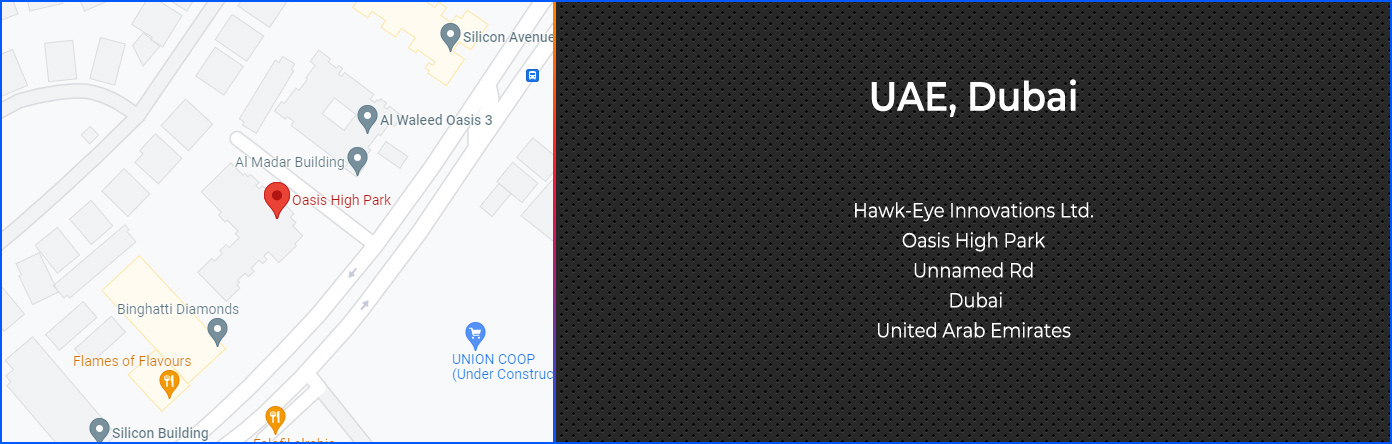 Silicon Avenue
Al Waleed Oasis 3
Al Madar Building
Oasis High Park
Binghatti Diamonds
Flames of Flavours
UNION COOP
(Under Construc
Silicon Building
UAE, Dubai
Hawk-Eye Innovations Ltd.
Oasis High Park
Unnamed Rd
Dubai
United Arab Emirates